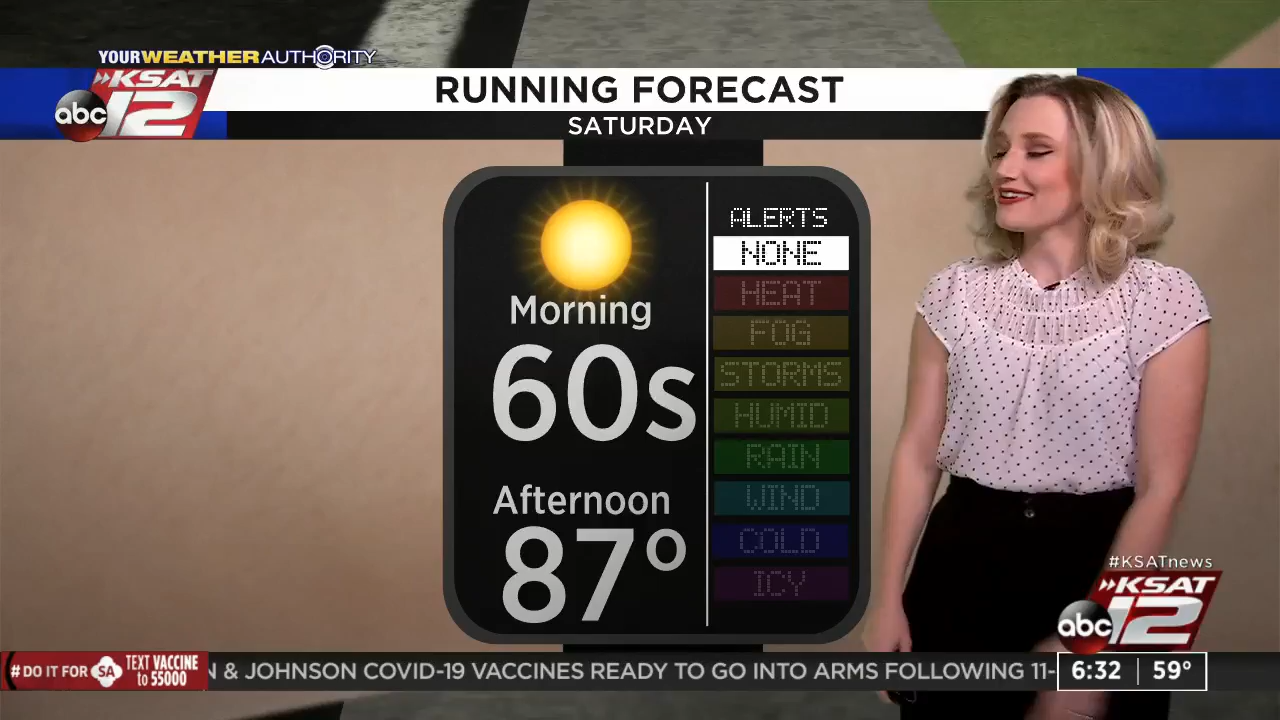 YOUR WEATHER AUTHORITY
KSAT
abc 12
RUNNING FORECAST
SATURDAY
Morning
60s
Afternoon
87°
ALERTS
NONE
HEAT
FOG
STORMS
HUMID
RAIN
WIND
COLD
ICY
#KSATnews
KSAT
abc 12
# DO IT FOR SA
TEXT VACCINE
to 55000
N & JOHNSON COVID-19 VACCINES READY TO GO INTO ARMS FOLLOWING 11-
6:32 59°